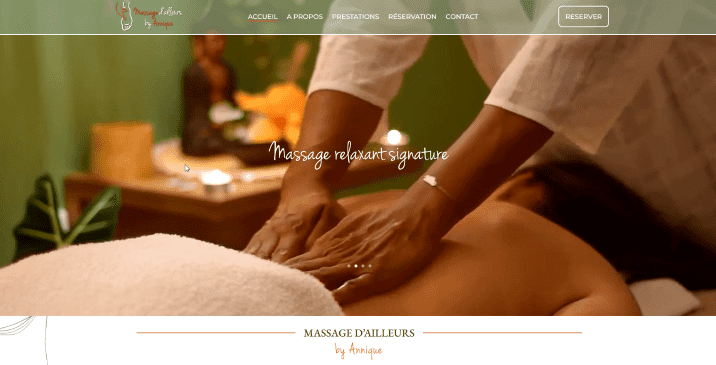 Massage d'ailleurs
by Annique
ACCUEIL A PROPOS PRESTATIONS RÉSERVATION CONTACT
RESERVER
Massage relaxant signature
MASSAGE D'AILLEURS
by Annique